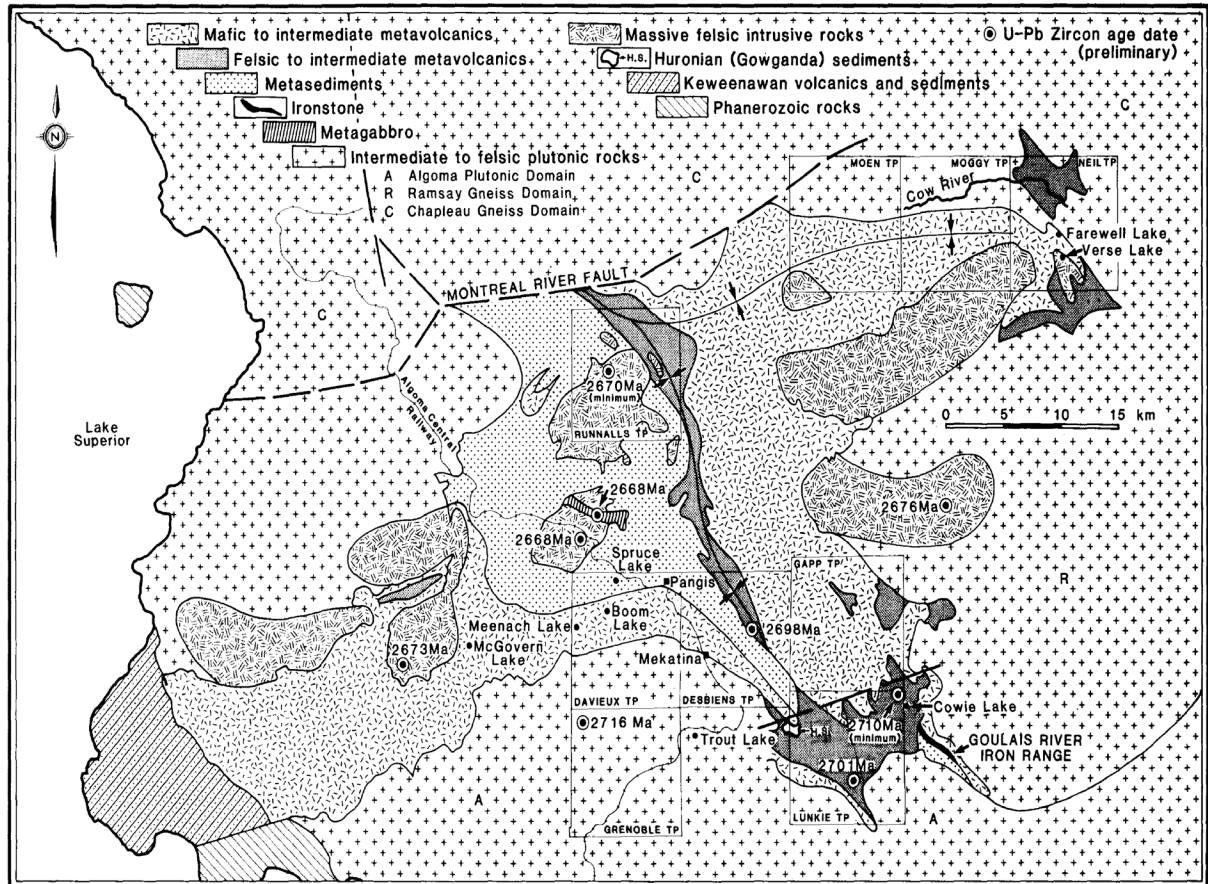 Mafic to intermediate metavolcanics
Felsic to intermediate metavolcanics
Metasediments
Ironstone
Metagabbro
Intermediate to felsic plutonic rocks
A Algoma Plutonic Domain
R Ramsay Gneiss Domain
C Chapleau Gneiss Domain
Massive felsic intrusive rocks
H.S. Huronian (Gowganda) sediments
Keweenawan volcanics and sediments
Phanerozoic rocks
U-Pb Zircon age date
(preliminary)
N
C
C
MOEN TP
MOGGY TP
NEIL TP
Cow River
Farewell Lake
Verse Lake
MONTREAL RIVER FAULT
C
Algoma Central
Railway
Lake
Superior
2670Ma
(minimum)
RUNNALLS TP
0 5 10 15 km
2668Ma
2668Ma
2676Ma
Spruce
Lake
Pangis
GAPP TP
R
Boom
Lake
Meenach Lake
McGovern
Lake
2673Ma
2698Ma
Mekatina
DAVIEUX TP
DEBBIENS TP
2716 Ma
Trout Lake
H.S.
2710Ma
(minimum)
Cowie Lake
GOULAIS RIVER
IRON RANGE
2701Ma
A
GRENOBLE TP
LUNKIE TP
A